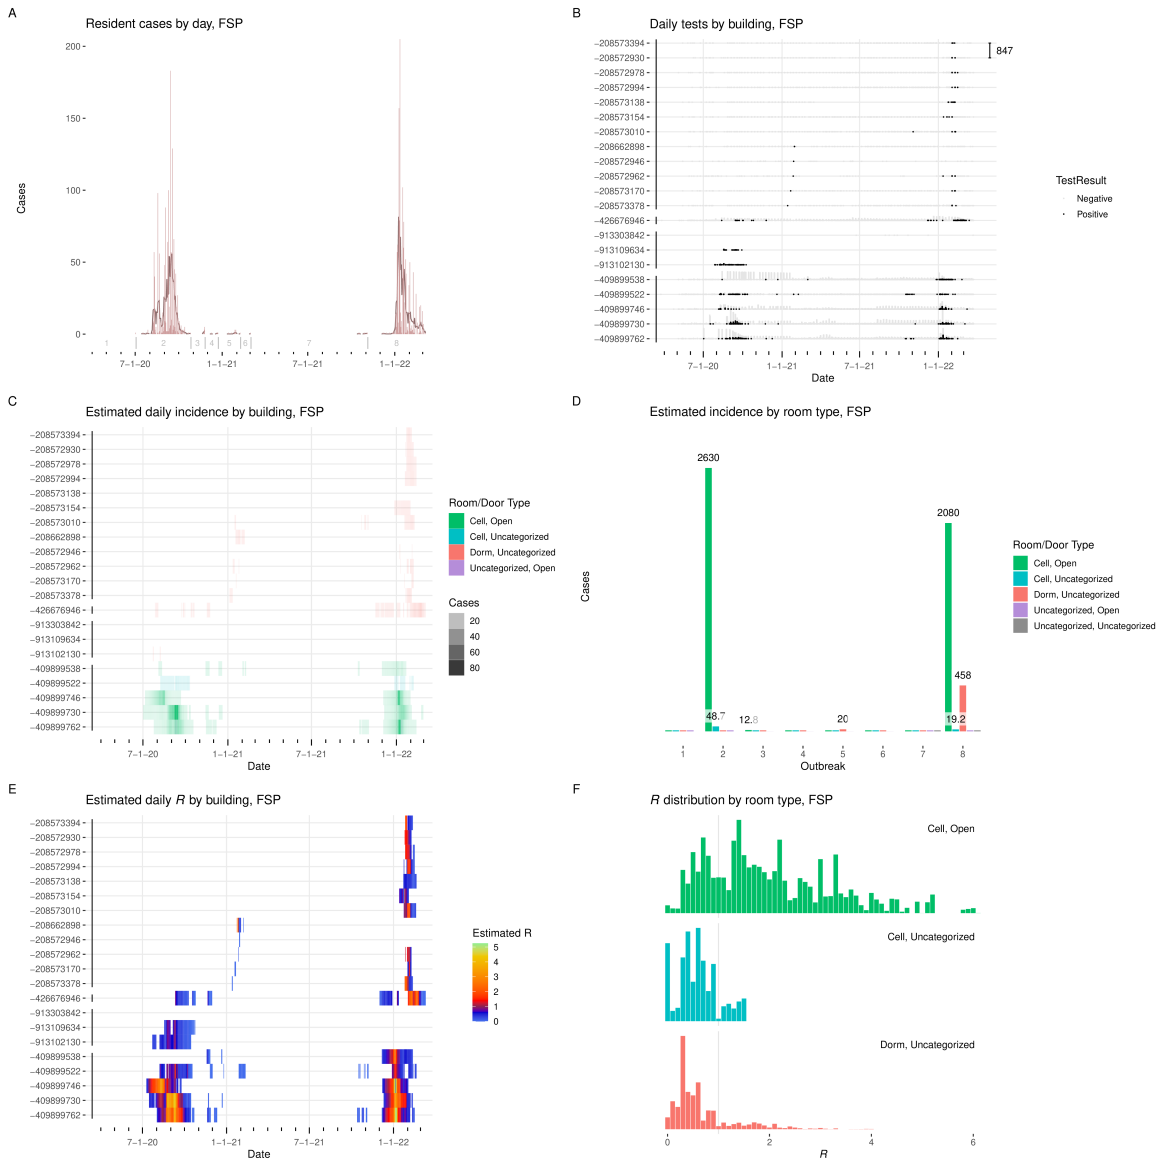 A
Resident cases by day, FSP
Cases
200
150
100
50
0
1 2 3 4 5 6 7 8
7-1-20 1-1-21 7-1-21 1-1-22
B
Daily tests by building, FSP
-208573394
-208572930
-208572978
-208572994
-208573138
-208573154
-208573010
-208662898
-208572946
-208572962
-208573170
-208573378
-426676946
-913303842
-913109634
-913102130
-409899538
-409899522
-409899746
-409899730
-409899762
847
7-1-20 1-1-21 7-1-21 1-1-22
Date
TestResult
Negative
Positive
C
Estimated daily incidence by building, FSP
-208573394
-208572930
-208572978
-208572994
-208573138
-208573154
-208573010
-208662898
-208572946
-208572962
-208573170
-208573378
-426676946
-913303842
-913109634
-913102130
-409899538
-409899522
-409899746
-409899730
-409899762
7-1-20 1-1-21 7-1-21 1-1-22
Date
Room/Door Type
Cell, Open
Cell, Uncategorized
Dorm, Uncategorized
Uncategorized, Open
Cases
20
40
60
80
D
Estimated incidence by room type, FSP
Cases
2630
48.7
12.8
20
2080
19.2
458
1 2 3 4 5 6 7 8
Outbreak
Room/Door Type
Cell, Open
Cell, Uncategorized
Dorm, Uncategorized
Uncategorized, Open
Uncategorized, Uncategorized
E
Estimated daily R by building, FSP
-208573394
-208572930
-208572978
-208572994
-208573138
-208573154
-208573010
-208662898
-208572946
-208572962
-208573170
-208573378
-426676946
-913303842
-913109634
-913102130
-409899538
-409899522
-409899746
-409899730
-409899762
7-1-20 1-1-21 7-1-21 1-1-22
Date
Estimated R
5
4
3
2
1
0
F
R distribution by room type, FSP
Cell, Open
Cell, Uncategorized
Dorm, Uncategorized
0 2 4 6
R